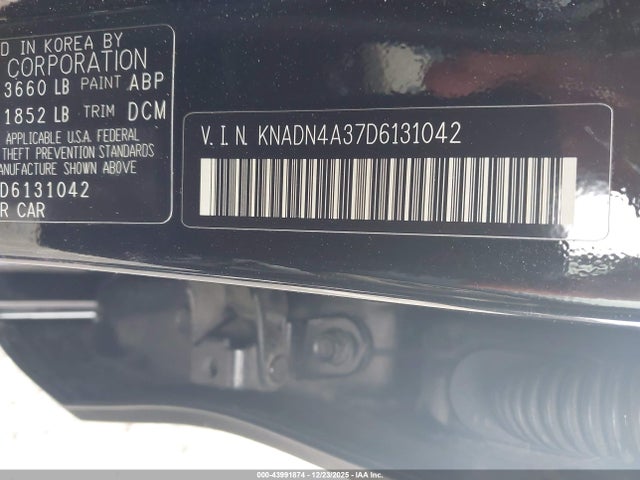 D IN KOREA BY
CORPORATION
3660 LB PAINT ABP
1852 LB TRIM DCM
APPLICABLE U.S. FEDERAL
THEFT PREVENTION STANDARDS
MANUFACTURE SHOWN ABOVE
D6131042
R CAR
V.I.N. KNADN4A37D6131042
000-43991874 - 12/23/2025 - IAA Inc.